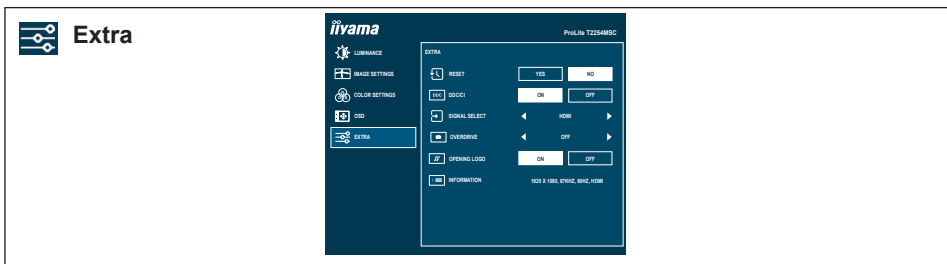 Extra
iiyama
ProLite T2254MSC
LUMINANCE
IMAGE SETTINGS
COLOR SETTINGS
OSD
EXTRA
EXTRA
RESET YES NO
DDC DDC/CI ON OFF
SIGNAL SELECT HDMI
OVERDRIVE OFF
OPENING LOGO ON OFF
INFORMATION 1920 X 1080, 67KHZ, 60HZ, HDMI